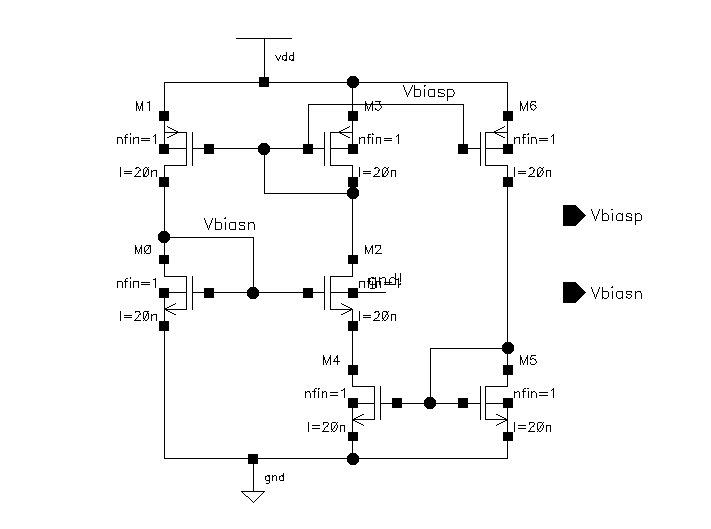 vdd
Vbiasp
M1
M3
M6
nfin=1
nfin=1
nfin=1
l=20n
l=20n
l=20n
Vbiasp
Vbiasn
M0
M2
gnd!
nfin=1
nfin=1
Vbiasn
l=20n
l=20n
M4
M5
nfin=1
nfin=1
l=20n
l=20n
gnd